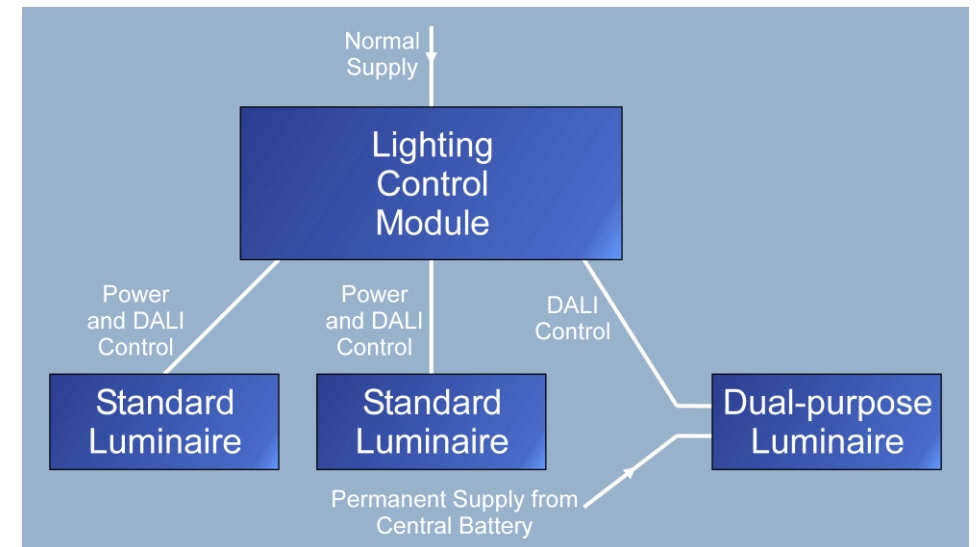 Normal
Supply
Lighting
Control
Module
Power
and DALI
Control
Power
and DALI
Control
DALI
Control
Standard
Luminaire
Standard
Luminaire
Dual-purpose
Luminaire
Permanent Supply from
Central Battery